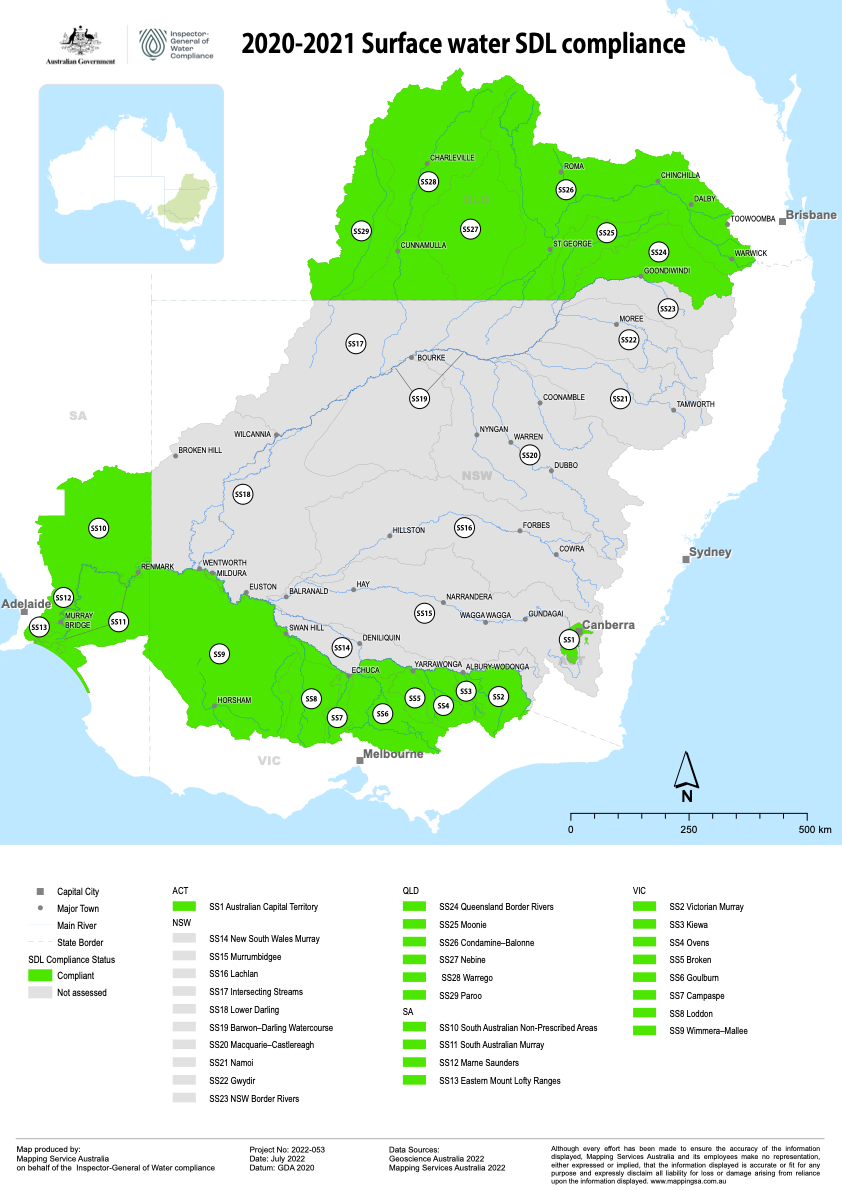 Australian Government
Inspector-
General of
Water
Compliance
2020-2021 Surface water SDL compliance
CHARLEVILLE
SS28
ROMA
SS26
CHINCHILLA
DALBY
QLD
TOOWOOMBA
Brisbane
SS29
SS27
SS25
CUNNAMULLA
ST GEORGE
SS24
WARWICK
GOONDIWINDI
SS23
MOREE
SS22
SS17
BOURKE
SS19
COONAMBLE
SS21
TAMWORTH
SA
WILCANNIA
NYNGAN
WARREN
BROKEN HILL
SS20
DUBBO
NSW
SS18
SS10
HILLSTON
SS16
FORBES
COWRA
Sydney
RENMARK
WENTWORTH
MILDURA
EUSTON
BALRANALD
HAY
NARRANDERA
SS12
Adelaide
MURRAY
BRIDGE
SS11
SS13
SS15
WAGGA WAGGA
GUNDAGAI
Canberra
SS1
ACT
SWAN HILL
DENILIQUIN
SS14
SS9
ECHUCA
YARRAWONGA
ALBURY-WODONGA
HORSHAM
SS8
SS7
SS6
SS5
SS4
SS3
SS2
VIC
Melbourne
N
0
250
500 km
Capital City
Major Town
Main River
State Border
SDL Compliance Status
Compliant
Not assessed
ACT
SS1 Australian Capital Territory
NSW
SS14 New South Wales Murray
SS15 Murrumbidgee
SS16 Lachlan
SS17 Intersecting Streams
SS18 Lower Darling
SS19 Barwon–Darling Watercourse
SS20 Macquarie–Castlereagh
SS21 Namoi
SS22 Gwydir
SS23 NSW Border Rivers
QLD
SS24 Queensland Border Rivers
SS25 Moonie
SS26 Condamine–Balonne
SS27 Nebine
SS28 Warrego
SS29 Paroo
SA
SS10 South Australian Non-Prescribed Areas
SS11 South Australian Murray
SS12 Marne Saunders
SS13 Eastern Mount Lofty Ranges
VIC
SS2 Victorian Murray
SS3 Kiewa
SS4 Ovens
SS5 Broken
SS6 Goulburn
SS7 Campaspe
SS8 Loddon
SS9 Wimmera–Mallee
Map produced by:
Mapping Service Australia
on behalf of the Inspector-General of Water compliance
Project No: 2022-053
Date: July 2022
Datum: GDA 2020
Data Sources:
Geoscience Australia 2022
Mapping Services Australia 2022
Although every effort has been made to ensure the accuracy of the information
displayed, Mapping Services Australia and its employees make no representation,
either expressed or implied, that the information displayed is accurate or fit for any
purpose and expressly disclaim all liability for loss or damage arising from reliance
upon the information displayed. www.mappingsa.com.au